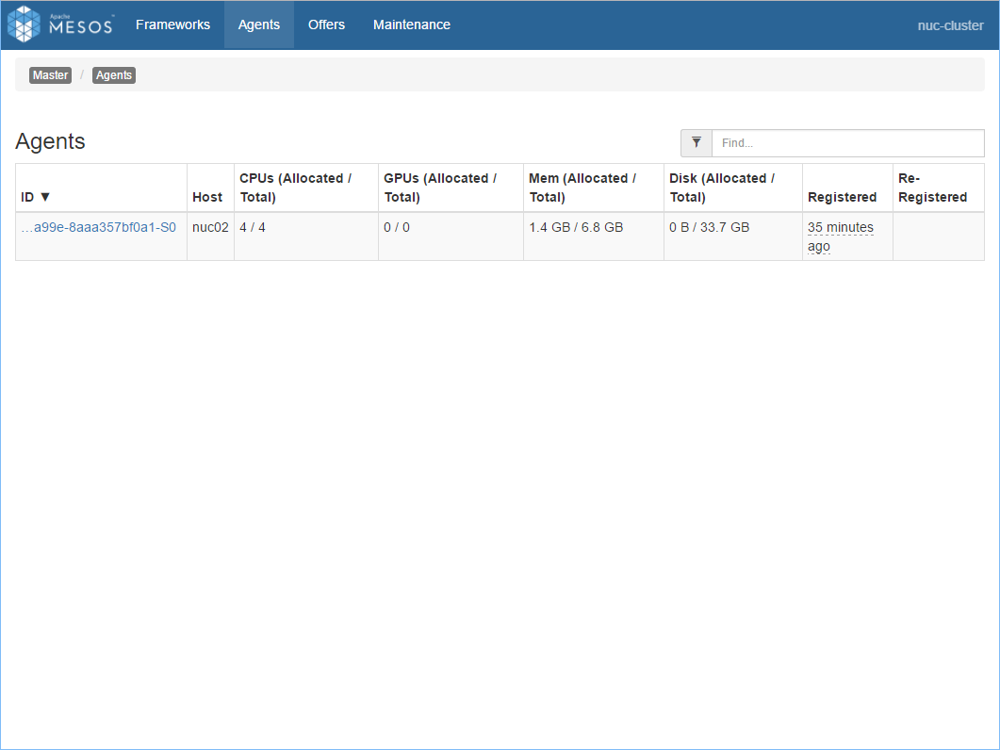 Apache MESOS™ Frameworks Agents Offers Maintenance nuc-cluster
Master / Agents
Agents
Find...
ID ▼ Host CPUs (Allocated / Total) GPUs (Allocated / Total) Mem (Allocated / Total) Disk (Allocated / Total) Registered Re-Registered
…a99e-8aaa357bf0a1-S0 nuc02 4 / 4 0 / 0 1.4 GB / 6.8 GB 0 B / 33.7 GB 35 minutes ago